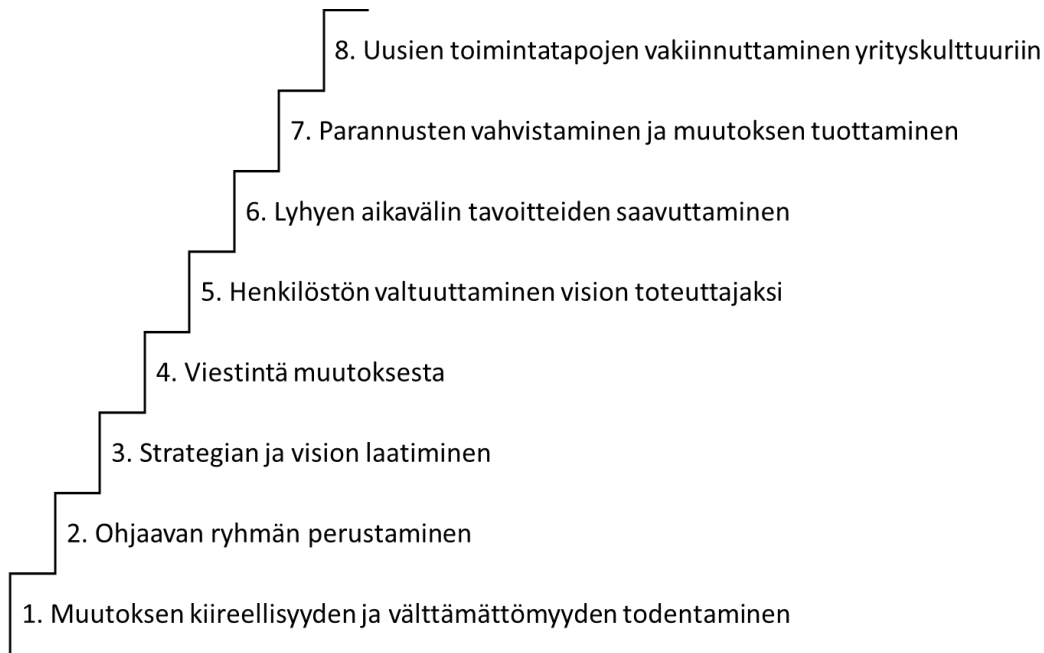 8. Uusien toimintatapojen vakiinnuttaminen yrityskulttuuriin
7. Parannusten vahvistaminen ja muutoksen tuottaminen
6. Lyhyen aikavälin tavoitteiden saavuttaminen
5. Henkilöstön valtuuttaminen vision toteuttajaksi
4. Viestintä muutoksesta
3. Strategian ja vision laatiminen
2. Ohjaavan ryhmän perustaminen
1. Muutoksen kiireellisyyden ja välttämättömyyden todentaminen